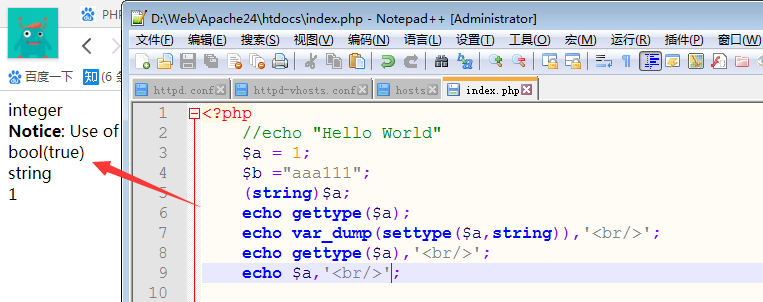 D:\Web\Apache24\htdocs\index.php - Notepad++ [Administrator]
文件(F) 编辑(E) 搜索(S) 视图(V) 编码(N) 语言(L) 设置(T) 工具(O) 宏(M) 运行(R) 插件(P) 窗口(W)
httpd.conf httpd-vhosts.conf hosts index.php
PHP
百度一下 知 (6 条
integer
Notice: Use of
bool(true)
string
1
1 <?php
2 //echo "Hello World"
3 $a = 1;
4 $b ="aaa111";
5 (string)$a;
6 echo gettype($a);
7 echo var_dump(settype($a,string)),'<br/>';
8 echo gettype($a),'<br/>';
9 echo $a,'<br/>';
10